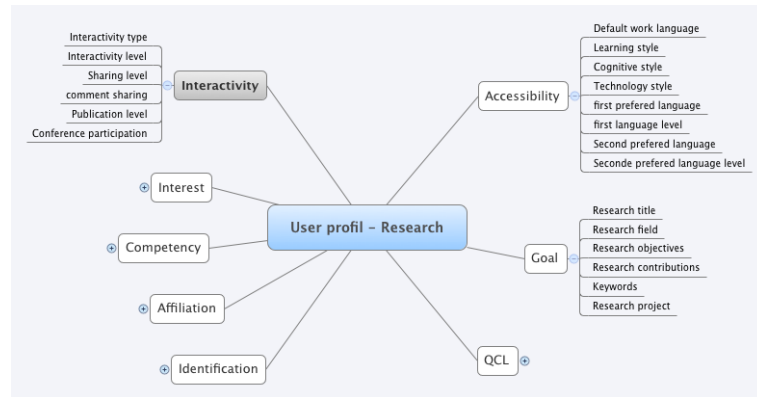 Interactivity type
Interactivity level
Sharing level
comment sharing
Publication level
Conference participation
Interactivity
Interest
Competency
Affiliation
Identification
User profil - Research
Accessibility
Default work language
Learning style
Cognitive style
Technology style
first prefered language
first language level
Second prefered language
Seconde prefered language level
Goal
Research title
Research field
Research objectives
Research contributions
Keywords
Research project
QCL